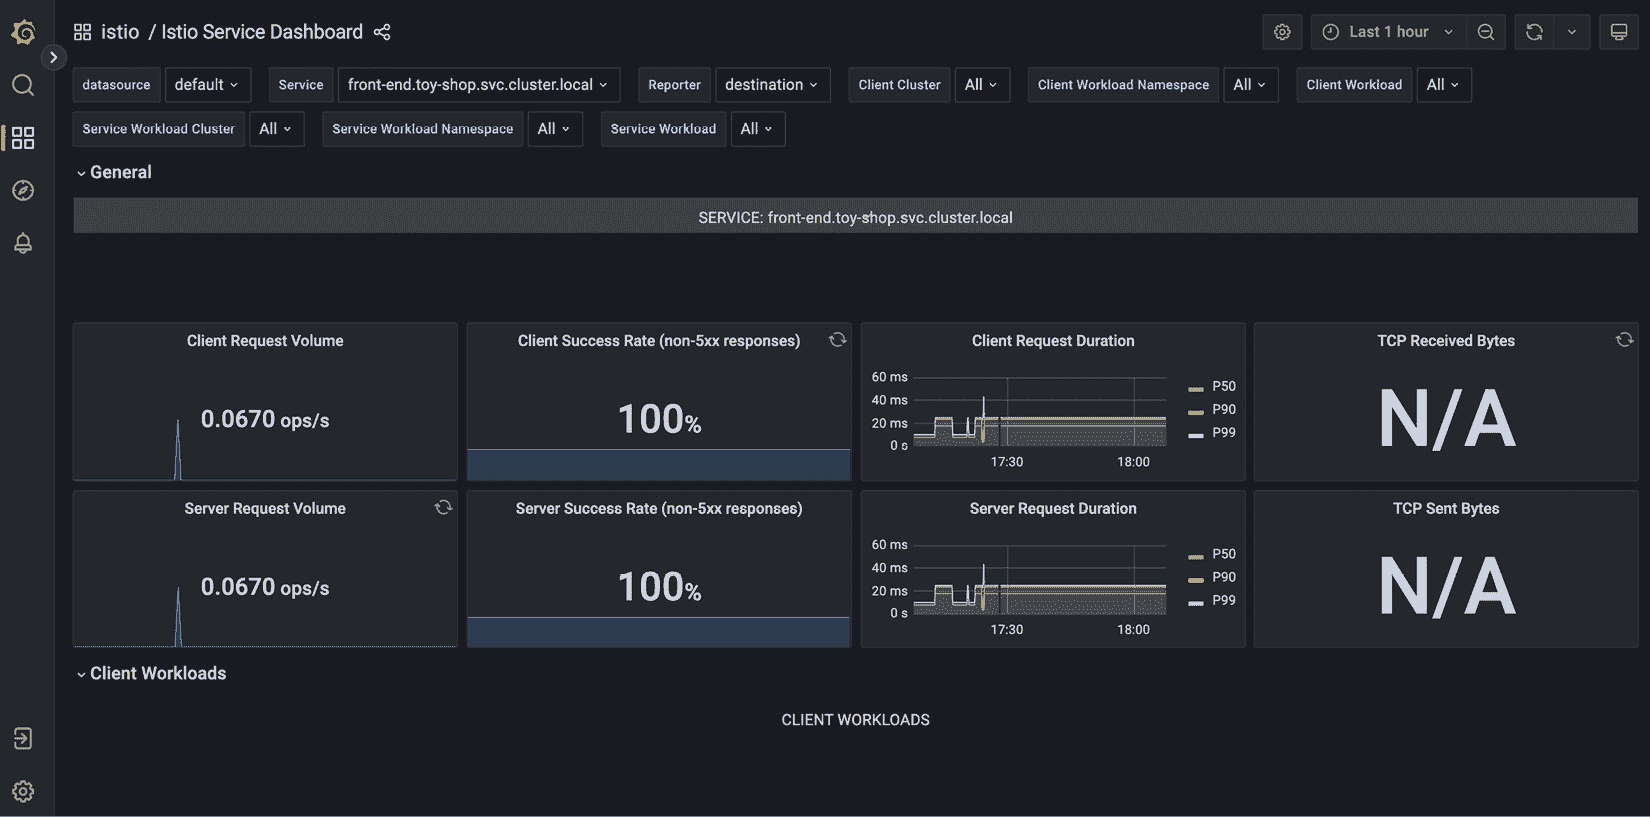 istio / Istio Service Dashboard
Last 1 hour
datasource default Service front-end.toy-shop.svc.cluster.local Reporter destination Client Cluster All Client Workload Namespace All Client Workload All
Service Workload Cluster All Service Workload Namespace All Service Workload All
General
SERVICE: front-end.toy-shop.svc.cluster.local
Client Request Volume
0.0670 ops/s
Client Success Rate (non-5xx responses)
100%
Client Request Duration
60 ms
40 ms
20 ms
0 s
17:30 18:00
P50
P90
P99
TCP Received Bytes
N/A
Server Request Volume
0.0670 ops/s
Server Success Rate (non-5xx responses)
100%
Server Request Duration
60 ms
40 ms
20 ms
0 s
17:30 18:00
P50
P90
P99
TCP Sent Bytes
N/A
Client Workloads
CLIENT WORKLOADS